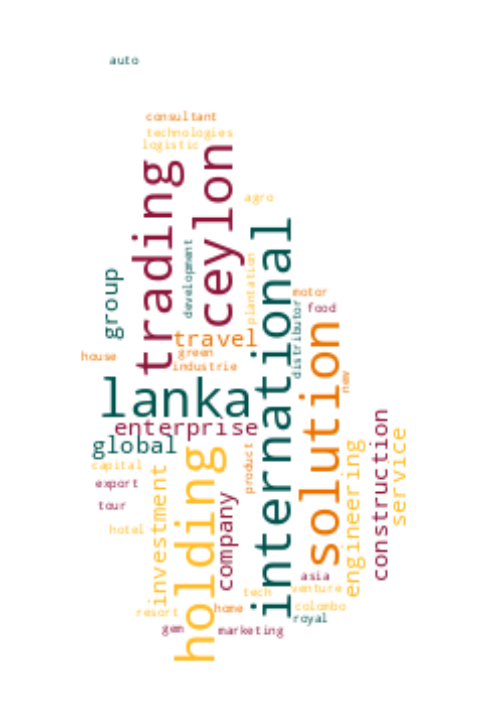 auto
consultant
technologies
logistic
trading
ceylon
agro
international
development
plantation
group
motor
food
distributor
travel
solution
house
green
industrie
new
lanka
enterprise
global
holding
construction
service
engineering
product
capital
investment
export
company
tour
hotel
asia
tech
venture
resort
home
colombo
royal
gem
marketing